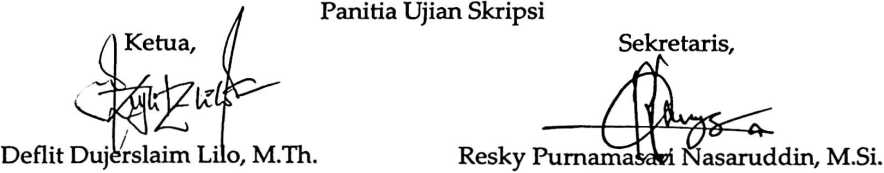 Panitia Ujian Skripsi
Ketua,
Sekretaris,
Deflit Dujerslaim Lilo, M.Th.
Resky Purnamasari Nasaruddin, M.Si.